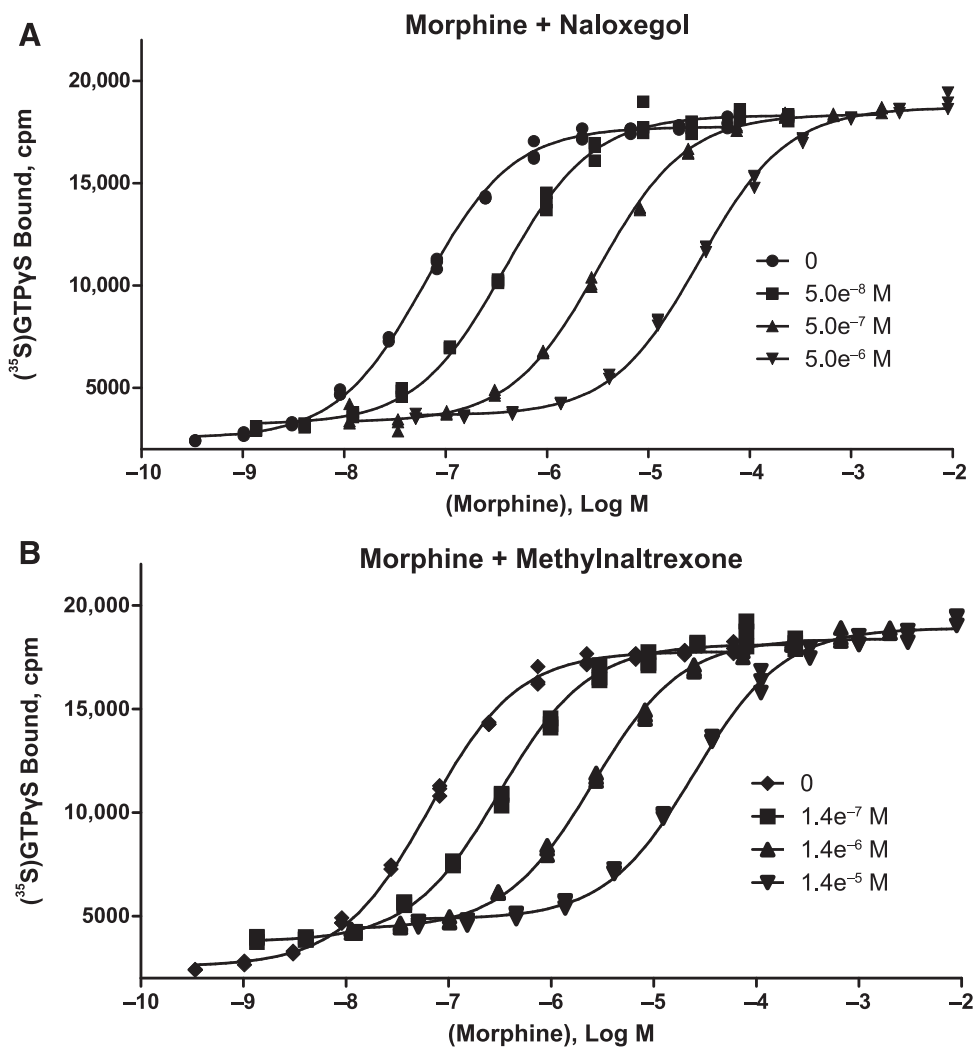 A
Morphine + Naloxegol
(³⁵S)GTPγS Bound, cpm
20,000
15,000
10,000
5000
0
5.0e⁻⁸ M
5.0e⁻⁷ M
5.0e⁻⁶ M
–10 –9 –8 –7 –6 –5 –4 –3 –2
(Morphine), Log M
B
Morphine + Methylnaltrexone
(³⁵S)GTPγS Bound, cpm
20,000
15,000
10,000
5000
0
1.4e⁻⁷ M
1.4e⁻⁶ M
1.4e⁻⁵ M
–10 –9 –8 –7 –6 –5 –4 –3 –2
(Morphine), Log M